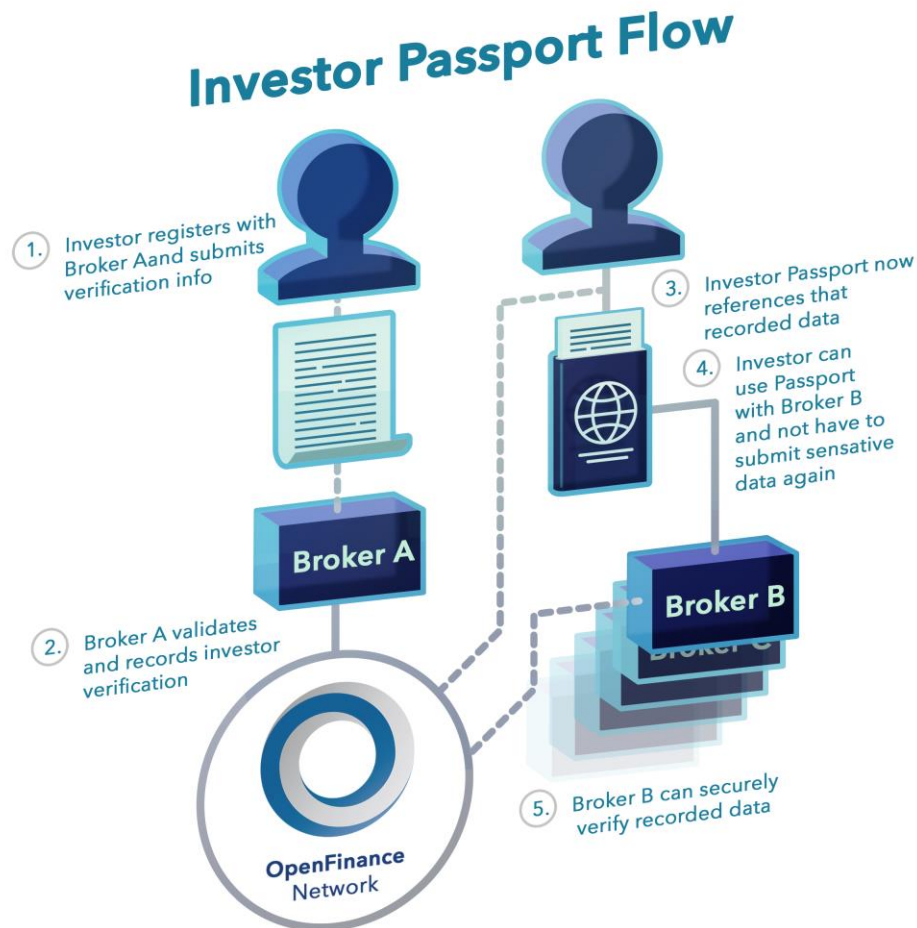 Investor Passport Flow
1. Investor registers with
Broker Aand submits
verification info
Broker A
2. Broker A validates
and records investor
verification
OpenFinance
Network
3. Investor Passport now
references that
recorded data
4. Investor can
use Passport
with Broker B
and not have to
submit sensative
data again
Broker B
Broker C
5. Broker B can securely
verify recorded data